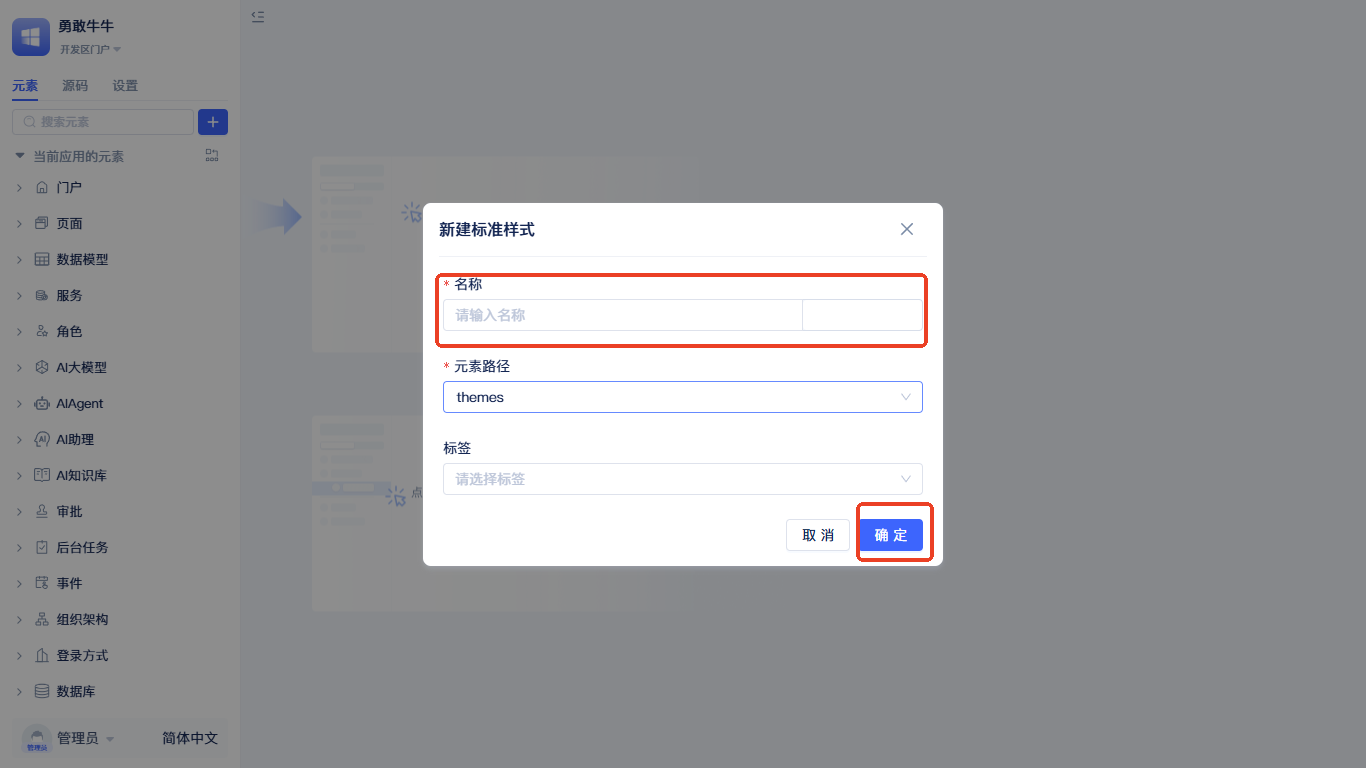 勇敢牛牛
开发区门户
元素 源码 设置
搜索元素
当前应用的元素
门户
页面
数据模型
服务
角色
AI大模型
AIAgent
AI助理
AI知识库
审批
后台任务
事件
组织架构
登录方式
数据库
管理员
管理员 简体中文
点
新建标准样式
* 名称
请输入名称
* 元素路径
themes
标签
请选择标签
取 消 确 定